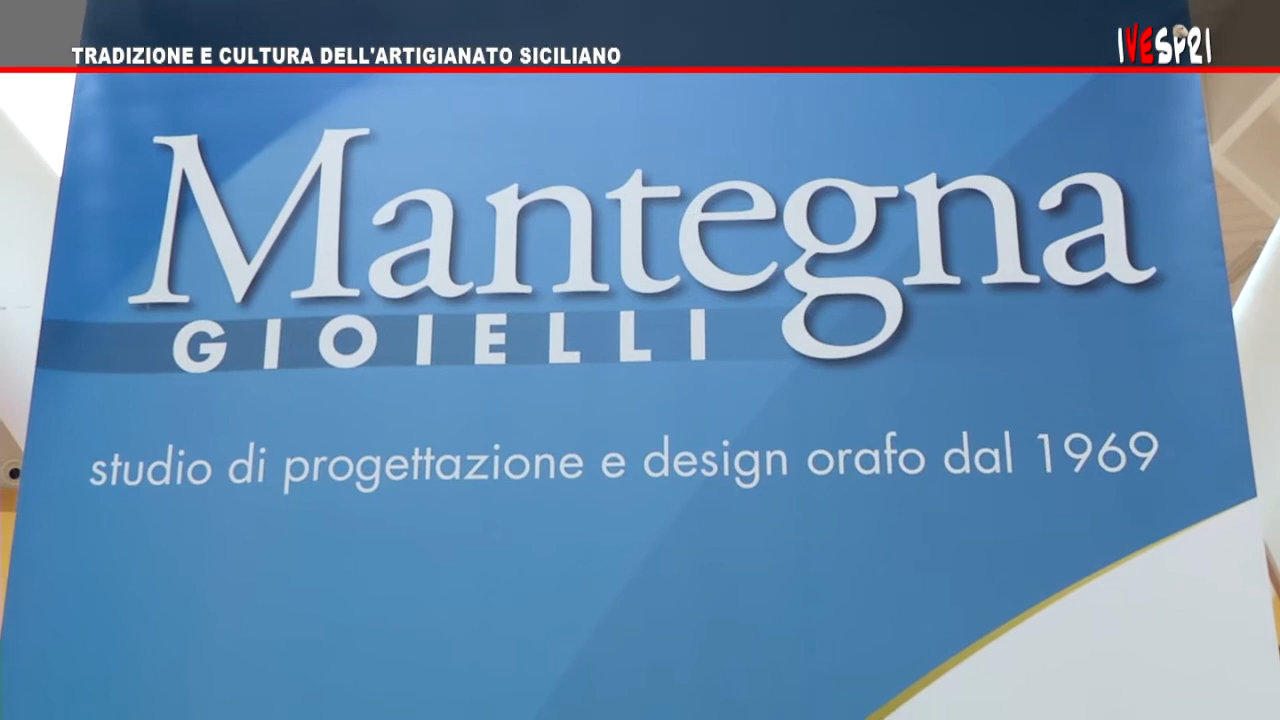 TRADIZIONE E CULTURA DELL'ARTIGIANATO SICILIANO
IVESPRI
Mantegna
GIOIELLI
studio di progettazione e design orafo dal 1969